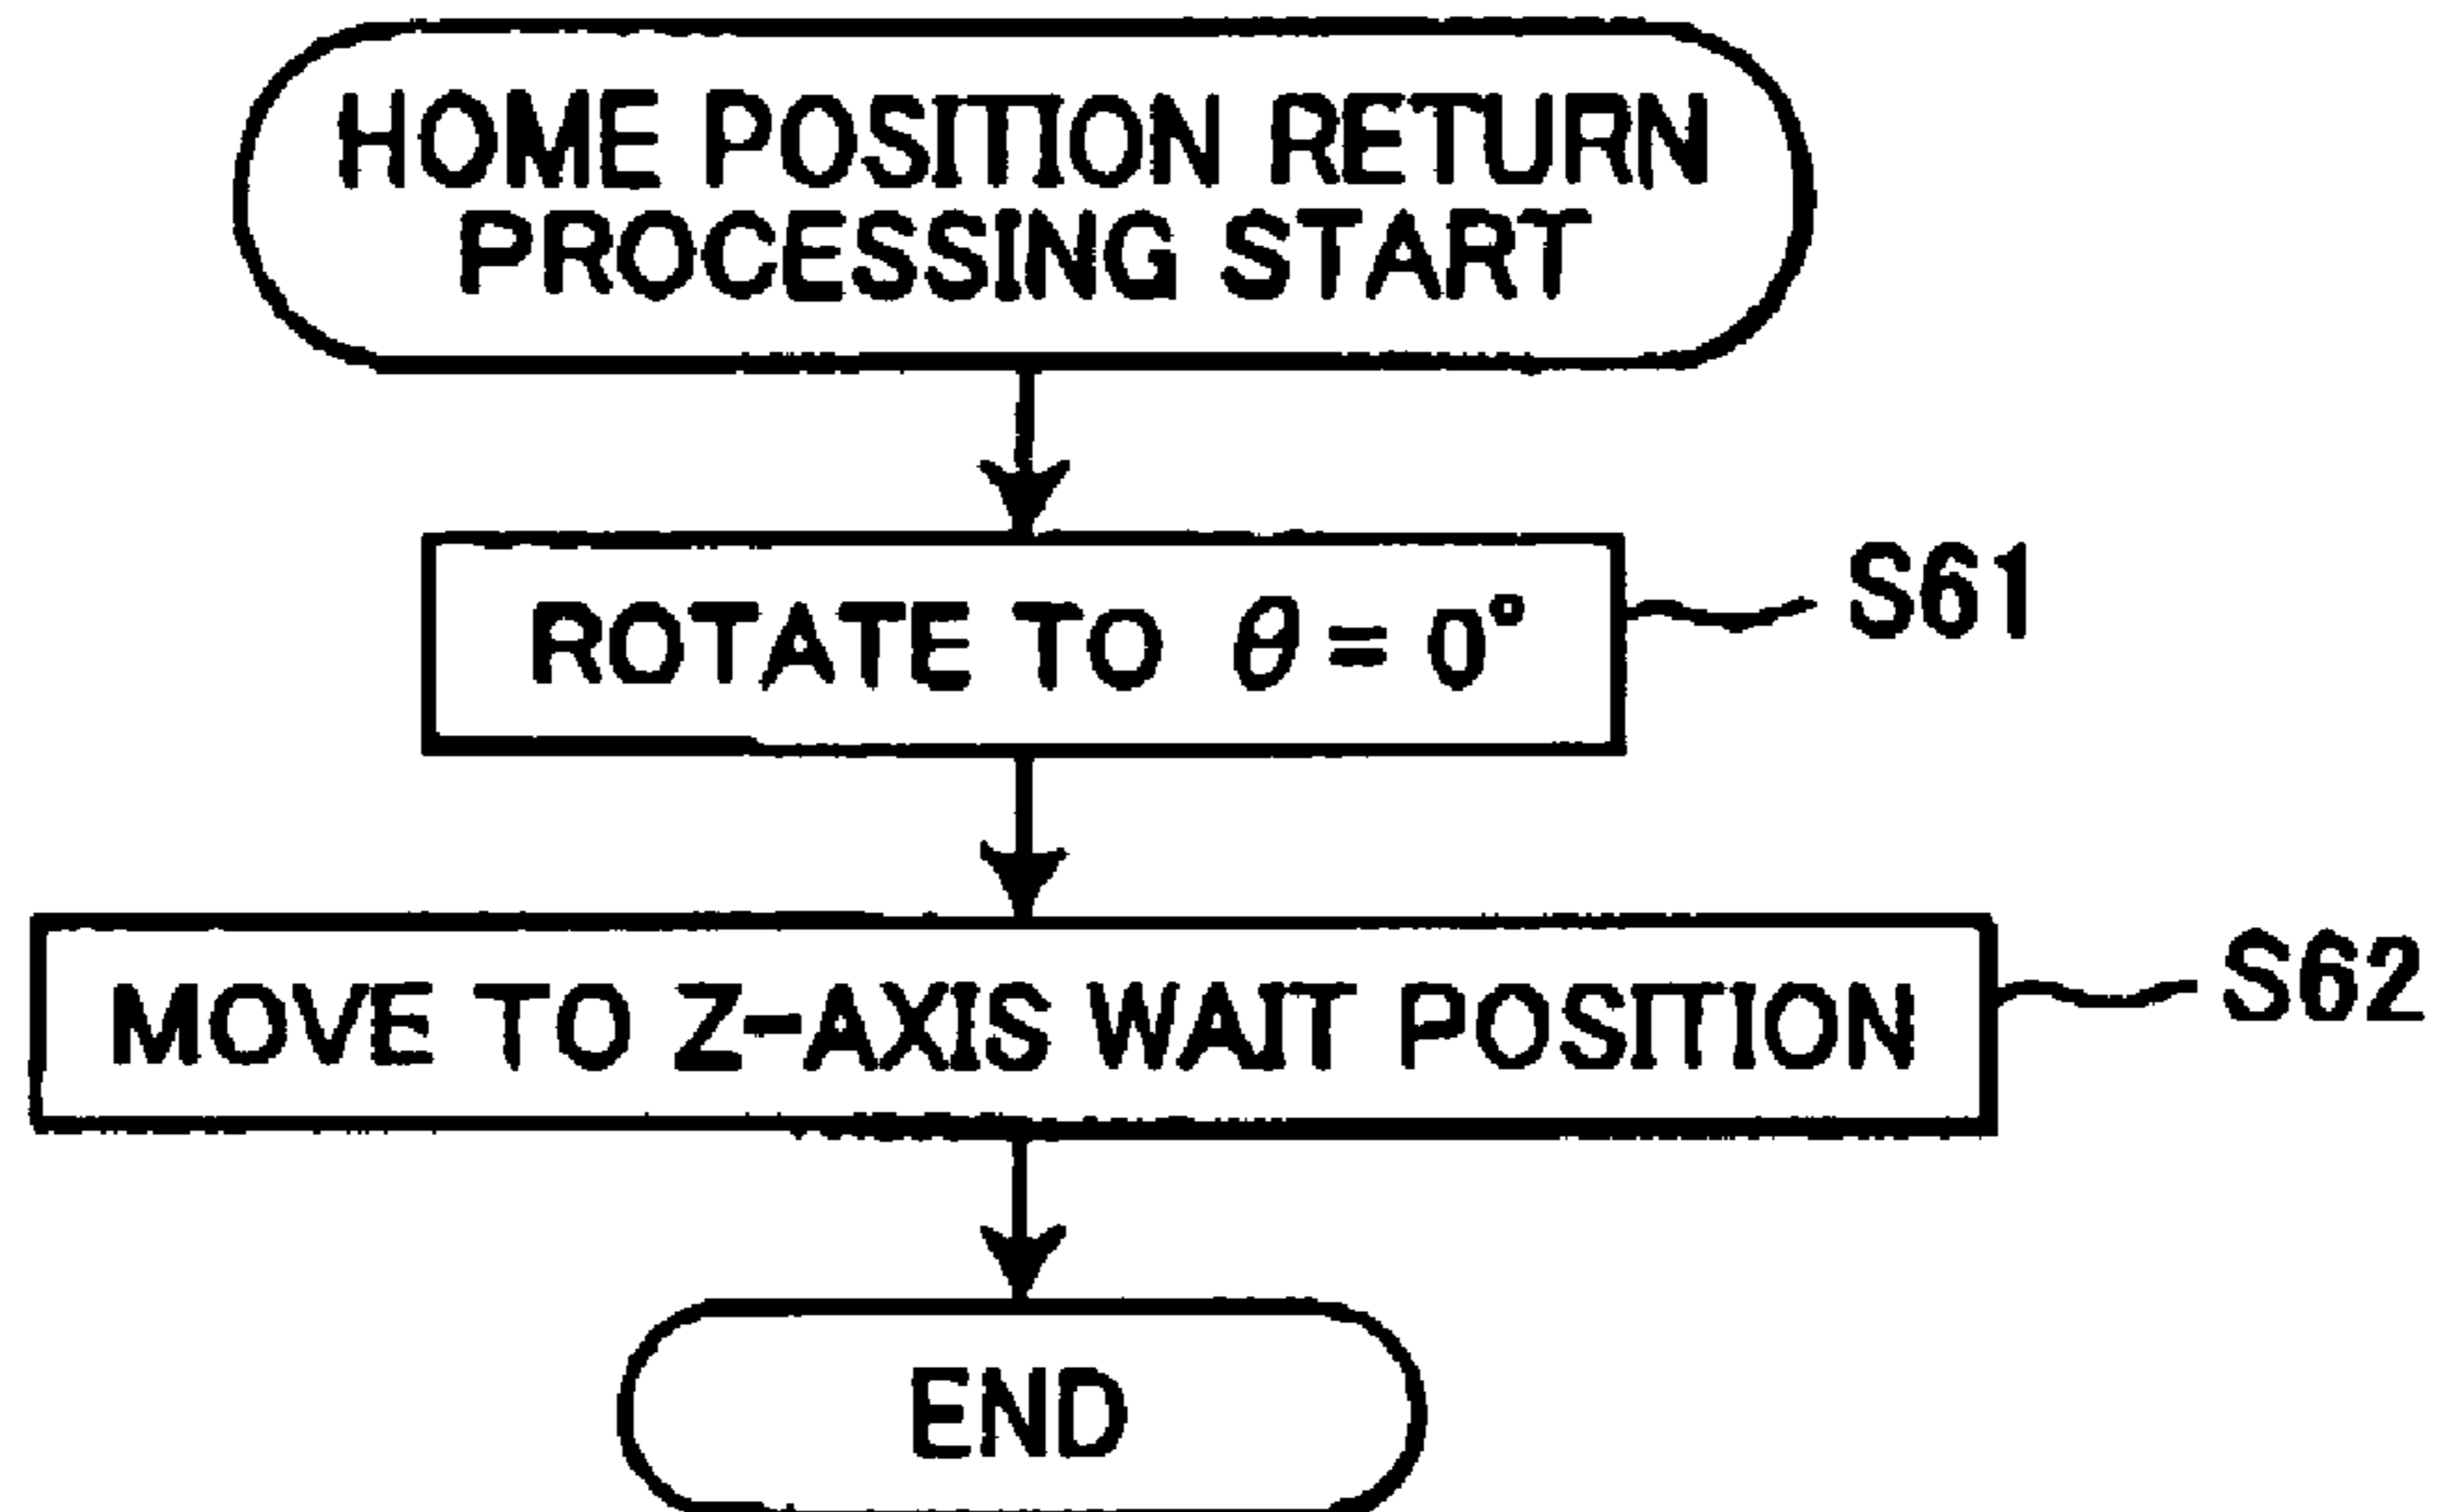 HOME POSITION RETURN
PROCESSING START
ROTATE TO θ = 0°
S61
MOVE TO Z-AXIS WAIT POSITION
S62
END